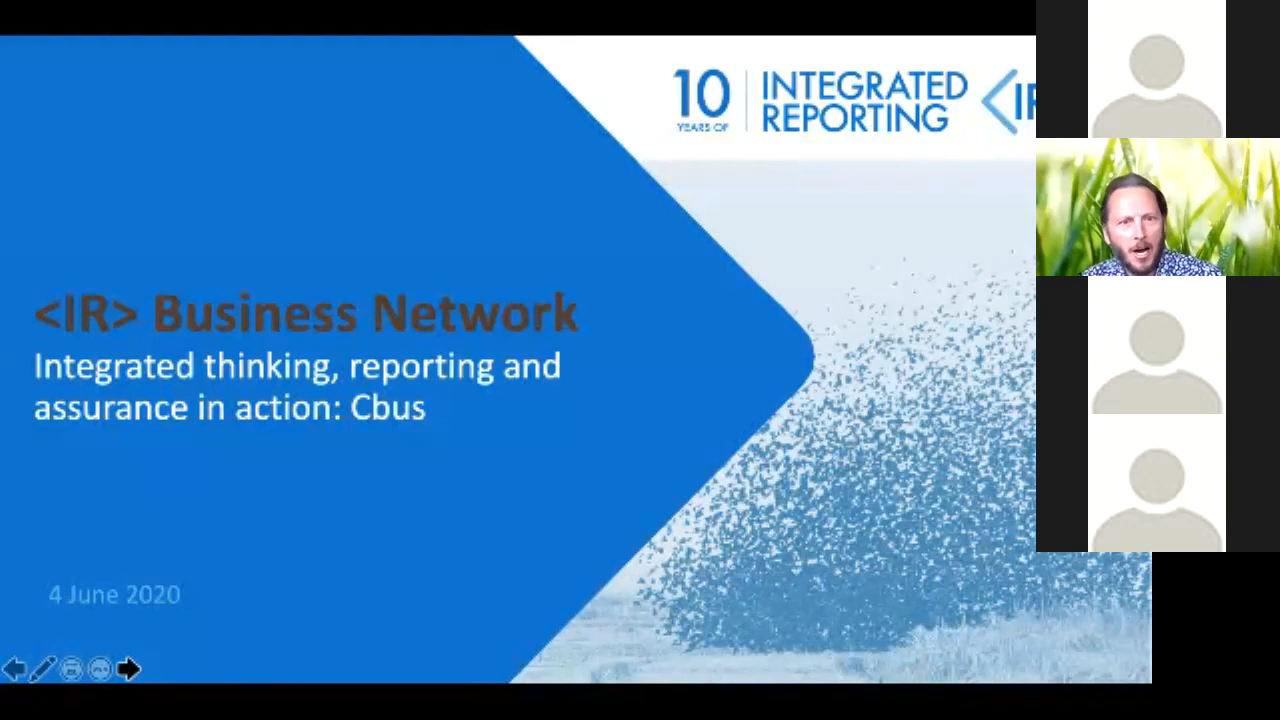 10
YEARS OF
INTEGRATED
REPORTING
<IR> Business Network
Integrated thinking, reporting and
assurance in action: Cbus
4 June 2020